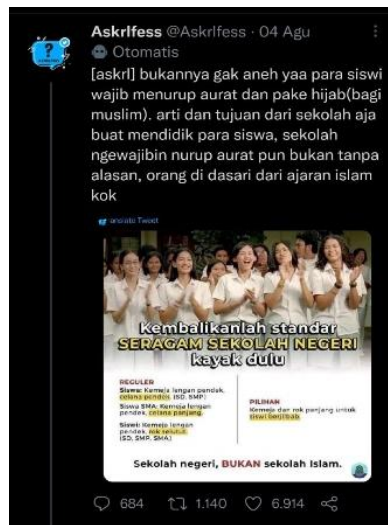 Askrlfess @Askrlfess · 04 Agu
Otomatis
[askrl] bukannya gak aneh yaa para siswi
wajib menurup aurat dan pake hijab(bagi
muslim). arti dan tujuan dari sekolah aja
buat mendidik para siswa, sekolah
ngewajibin nurup aurat pun bukan tanpa
alasan, orang di dasari dari ajaran islam
kok
Tweet
Kembalikanlah standar
SERAGAM SEKOLAH NEGERI
kayak dulu
REGULER
Siswa: Kemeja lengan pendek,
celana pendek. (SD, SMP)
Siswa SMA: Kemeja lengan
pendek, celana panjang.
Siswi: Kemeja lengan
pendek, rok selutut.
(SD, SMP, SMA)
PILIHAN
Kemeja dan rok panjang untuk
siswi berjilbab.
Sekolah negeri, BUKAN sekolah Islam.
684 1.140 6.914